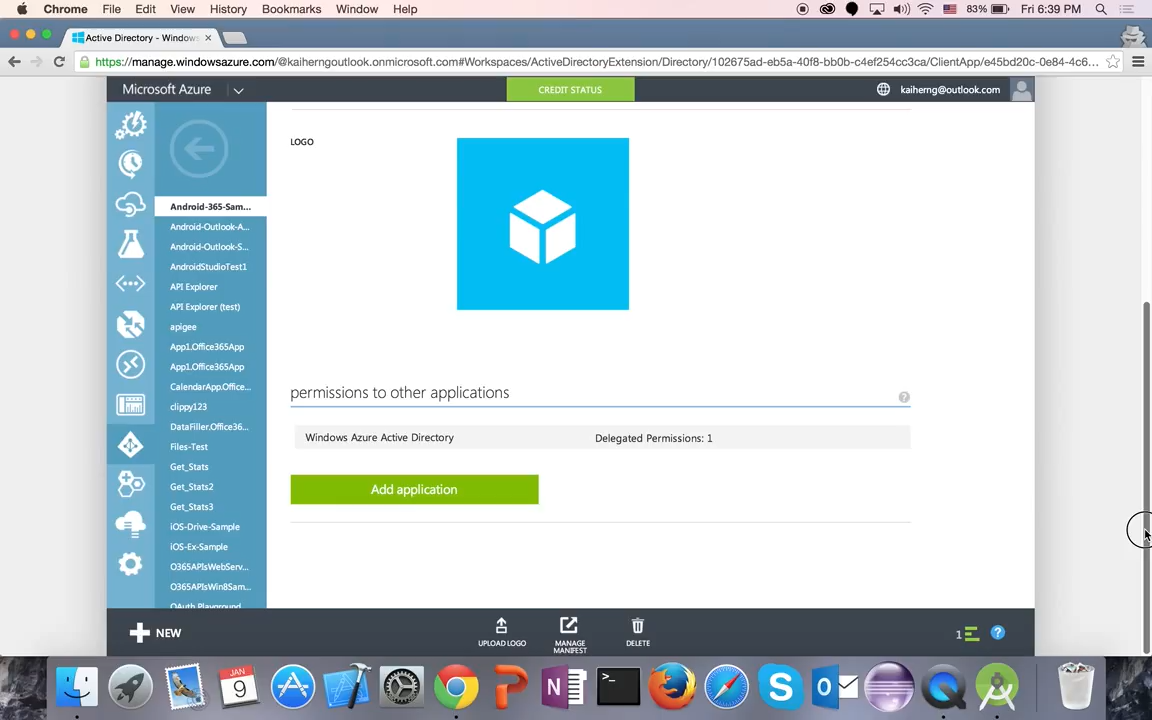 Chrome File Edit View History Bookmarks Window Help 83% Fri 6:39 PM
Active Directory - Windows
https://manage.windowsazure.com/@kaiherngoutlook.onmicrosoft.com#Workspaces/ActiveDirectoryExtension/Directory/102675ad-eb5a-40f8-bb0b-c4ef254cc3ca/ClientApp/e45bd20c-0e84-4c6...
Microsoft Azure CREDIT STATUS kaiherng@outlook.com
LOGO
Android-365-Sam...
Android-Outlook-A...
Android-Outlook-S...
AndroidStudioTest1
API Explorer
API Explorer (test)
apigee
App1.Office365App
App1.Office365App
CalendarApp.Office...
clippy123
DataFiller.Office36...
Files-Test
Get_Stats
Get_Stats2
Get_Stats3
iOS-Drive-Sample
iOS-Ex-Sample
O365APIsWebServ...
O365APIsWin8Sam...
OAuth Playground
permissions to other applications
Windows Azure Active Directory Delegated Permissions: 1
Add application
NEW
UPLOAD LOGO
MANAGE
MANIFEST
DELETE
1
JAN
9